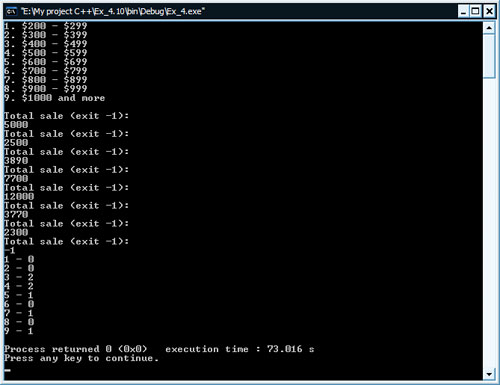 "E:\My project C++\Ex_4.10\bin\Debug\Ex_4.exe"
1. $200 - $299
2. $300 - $399
3. $400 - $499
4. $500 - $599
5. $600 - $699
6. $700 - $799
7. $800 - $899
8. $900 - $999
9. $1000 and more
Total sale (exit -1):
5000
Total sale (exit -1):
2500
Total sale (exit -1):
3890
Total sale (exit -1):
7700
Total sale (exit -1):
12000
Total sale (exit -1):
3770
Total sale (exit -1):
2300
Total sale (exit -1):
-1
1 - 0
2 - 0
3 - 2
4 - 2
5 - 1
6 - 0
7 - 1
8 - 0
9 - 1
Process returned 0 (0x0)   execution time : 73.016 s
Press any key to continue.